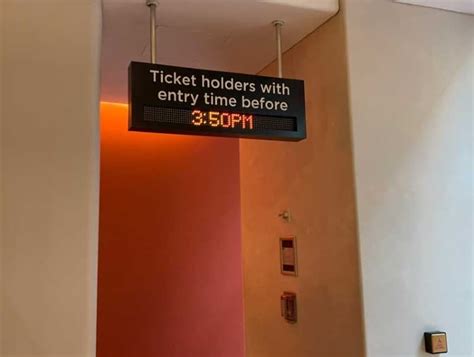 Ticket holders with
entry time before
3:50PM